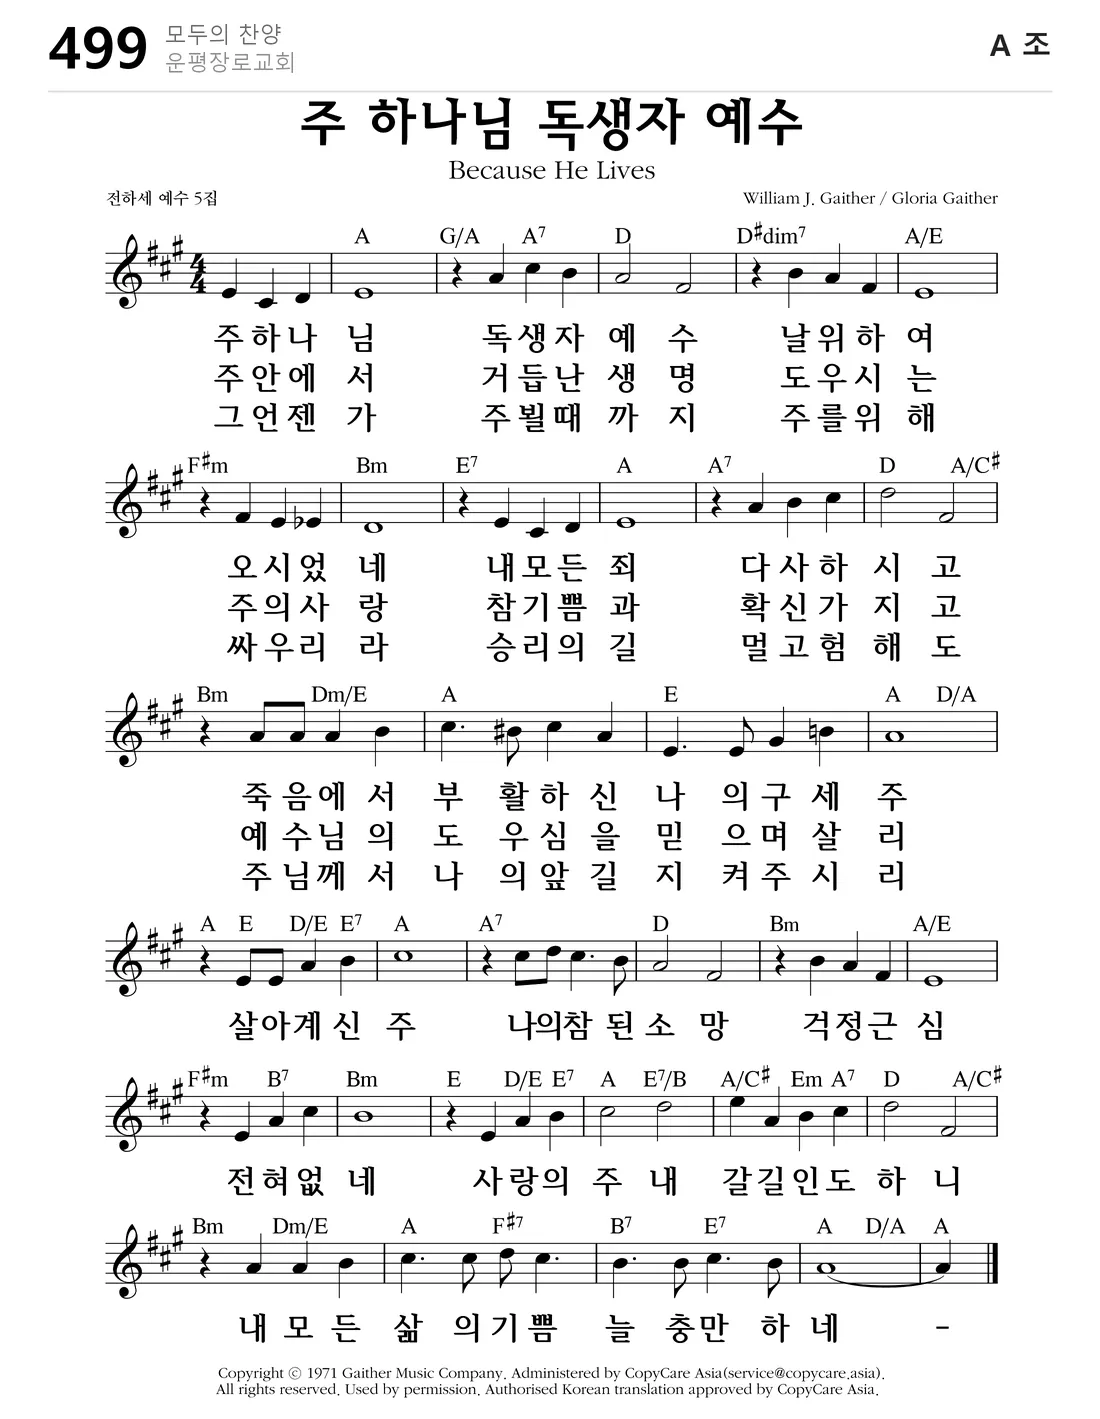 499 모두의 찬양
운평장로교회
A 조
주 하나님 독생자 예수
Because He Lives
전하세 예수 5집
William J. Gaither / Gloria Gaither
A G/A A7 D D#dim7 A/E
주하나 님 독생자 예 수 날위하 여
주안에 서 거듭난 생 명 도우시 는
그언젠 가 주뵐때 까 지 주를위 해
F#m Bm E7 A A7 D A/C#
오시었 네 내모든 죄 다사하 시 고
주의사 랑 참기쁨 과 확신가 지 고
싸우리 라 승리의 길 멀고험 해 도
Bm Dm/E A E A D/A
죽 음에 서 부 활하 신 나 의구 세 주
예 수님 의 도 우심 을 믿 으며 살 리
주 님께 서 나 의앞 길 지 켜주 시 리
A E D/E E7 A A7 D Bm A/E
살아계 신 주 나의참 된 소 망 걱정근 심
F#m B7 Bm E D/E E7 A E7/B A/C# Em A7 D A/C#
전혀없 네 사랑의 주 내 갈길인도 하 니
Bm Dm/E A F#7 B7 E7 A D/A A
내 모 든 삶 의기 쁨 늘 충만 하 네 -
Copyright ⓒ 1971 Gaither Music Company. Administered by CopyCare Asia(service@copycare.asia).
All rights reserved. Used by permission. Authorised Korean translation approved by CopyCare Asia.